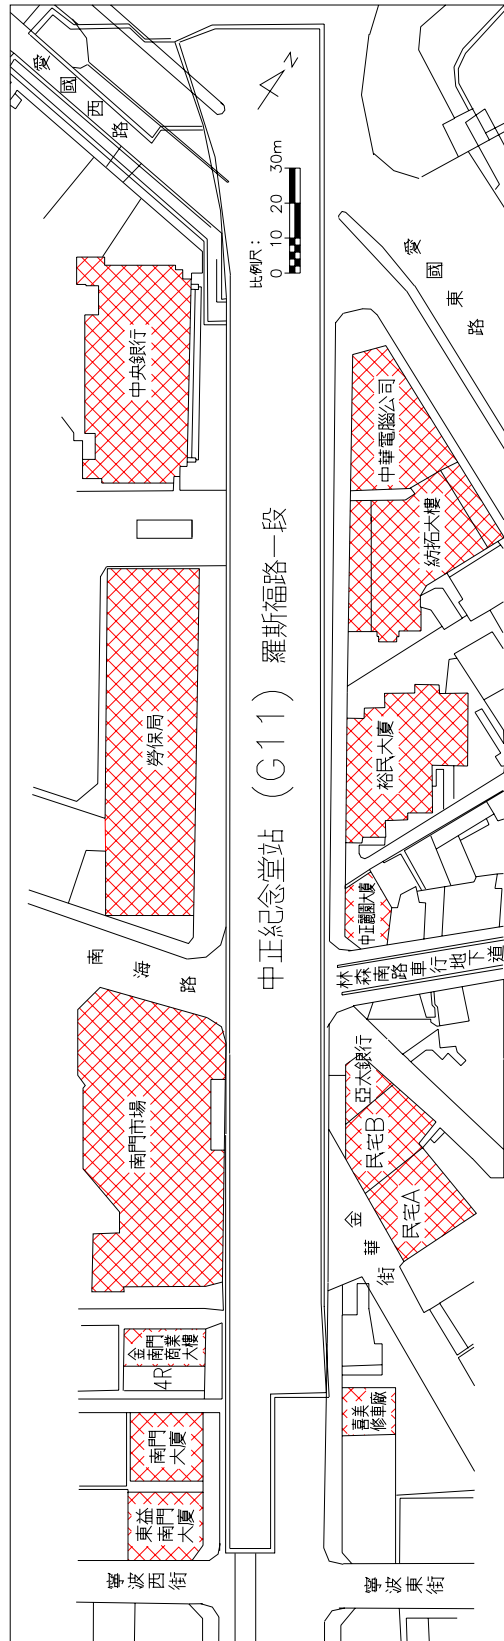 愛國西路
愛國東路
比例尺：
0 10 20 30m
N
中央銀行
中華電腦公司
紡拓大樓
羅斯福路一段
中正紀念堂站（G11）
勞保局
裕民大廈
中正麗園大廈
南海路
林森南路車行地下道
南門市場
亞太銀行
民宅B
民宅A
金華街
金南門
商業
大樓
4R
喜美
修車廠
南門
大廈
東益
南門
大廈
寧波西街
寧波東街